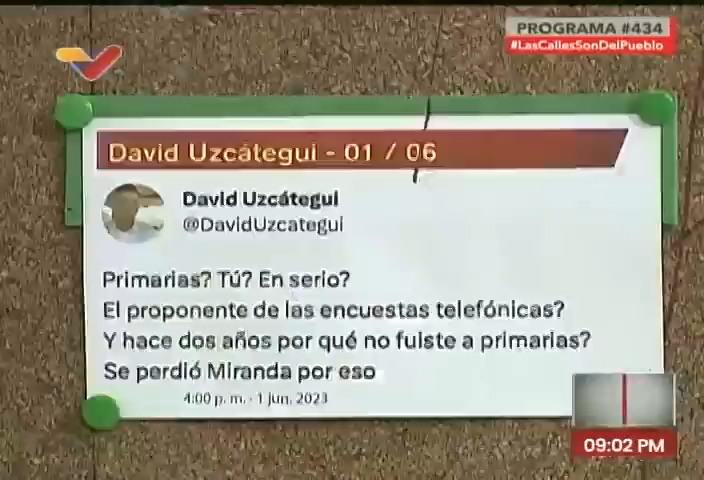 PROGRAMA #434
#LasCallesSonDelPueblo
David Uzcátegui - 01 / 06
David Uzcátegui
@DavidUzcategui
Primarias? Tú? En serio?
El proponente de las encuestas telefónicas?
Y hace dos años por qué no fuiste a primarias?
Se perdió Miranda por eso
4:00 p. m. · 1 jun. 2023
09:02 PM